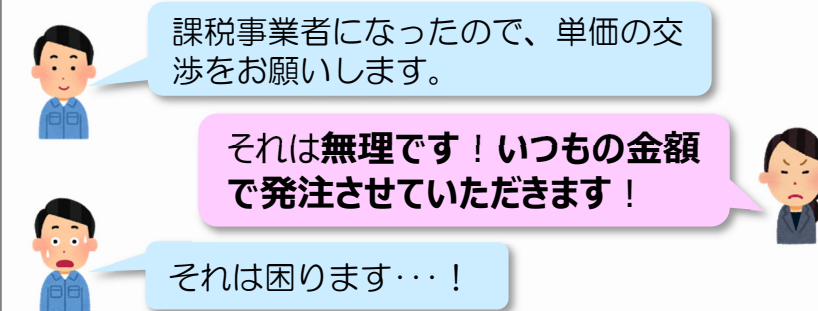 課税事業者になったので、単価の交
渉をお願いします。
それは無理です！いつもの金額
で発注させていただきます！
それは困ります･･･！